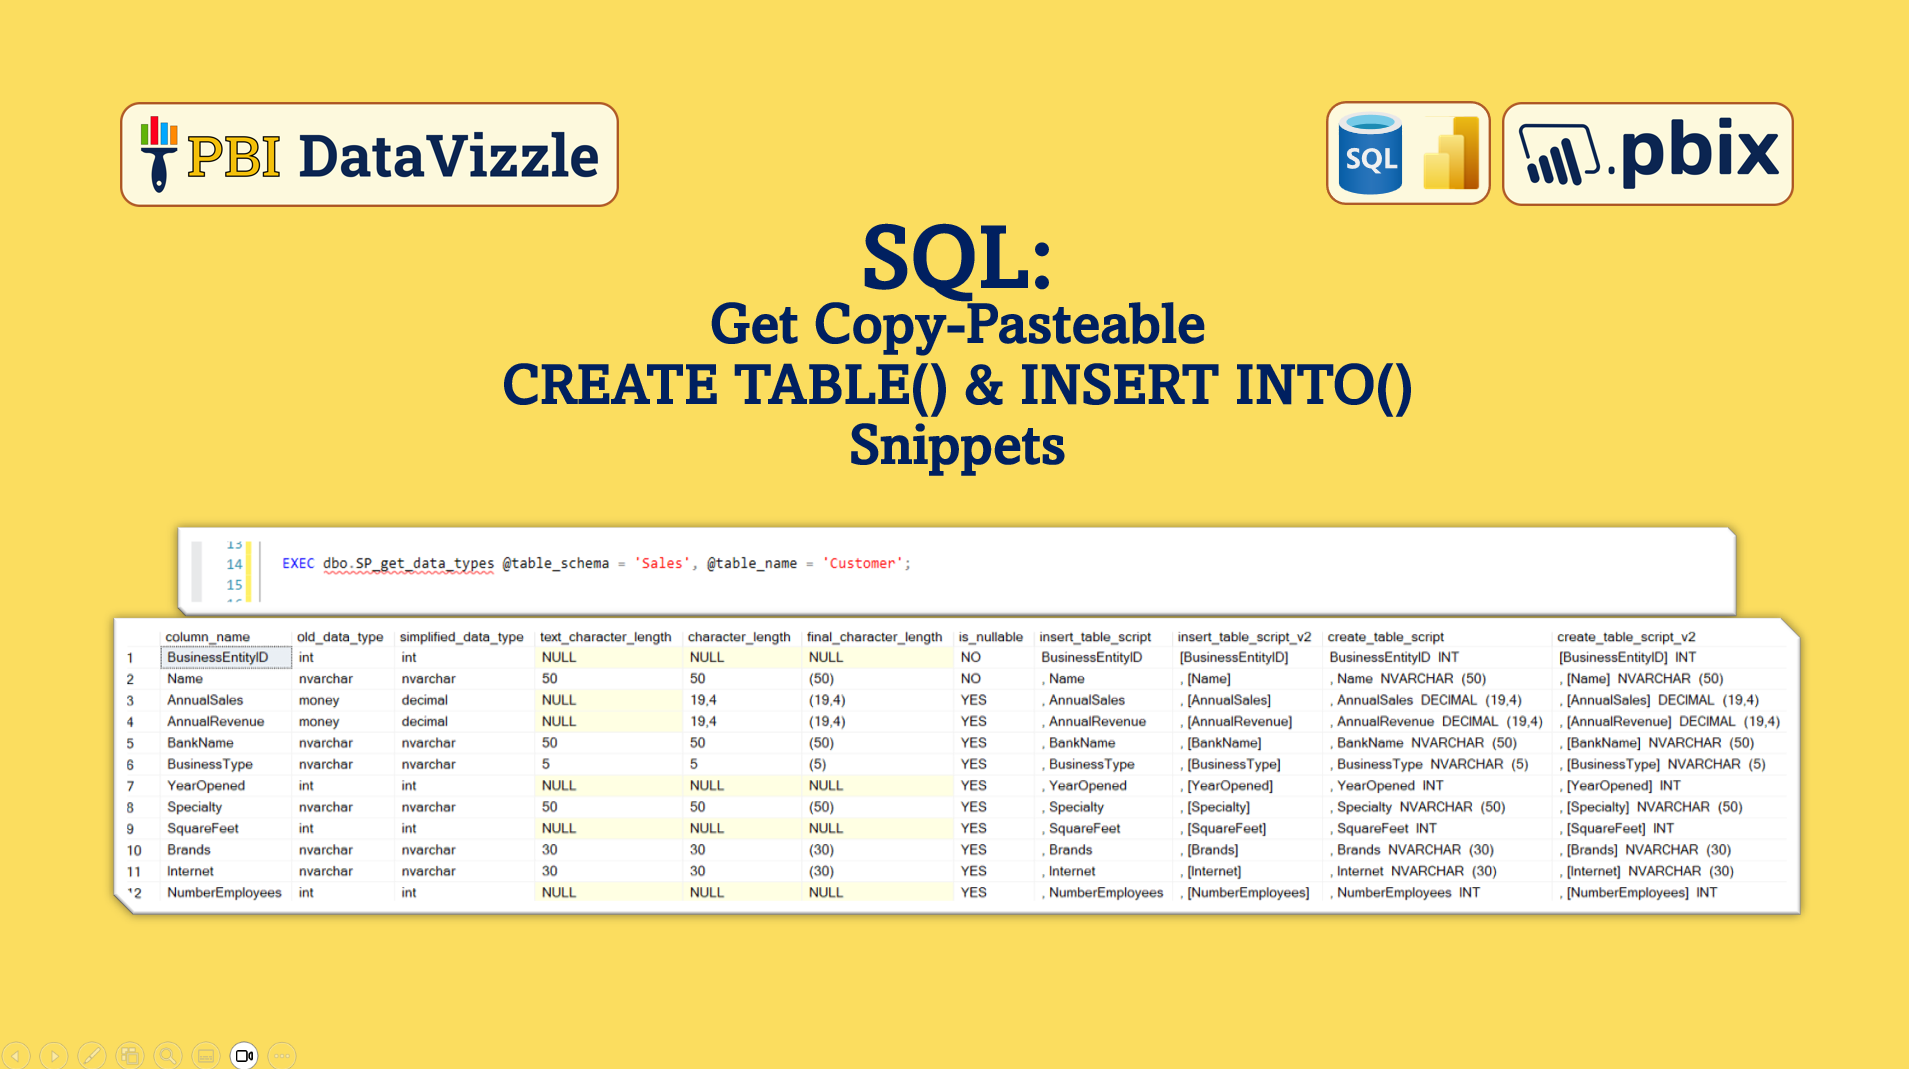 PBI DataVizzle
SQL
.pbix
SQL:
Get Copy-Pasteable
CREATE TABLE() & INSERT INTO()
Snippets
13
14 EXEC dbo.SP_get_data_types @table_schema = 'Sales', @table_name = 'Customer';
15
column_name old_data_type simplified_data_type text_character_length character_length final_character_length is_nullable insert_table_script insert_table_script_v2 create_table_script create_table_script_v2
1 BusinessEntityID int int NULL NULL NULL NO BusinessEntityID [BusinessEntityID] BusinessEntityID INT [BusinessEntityID] INT
2 Name nvarchar nvarchar 50 50 (50) NO , Name , [Name] , Name NVARCHAR (50) , [Name] NVARCHAR (50)
3 AnnualSales money decimal NULL 19,4 (19,4) YES , AnnualSales , [AnnualSales] , AnnualSales DECIMAL (19,4) , [AnnualSales] DECIMAL (19,4)
4 AnnualRevenue money decimal NULL 19,4 (19,4) YES , AnnualRevenue , [AnnualRevenue] , AnnualRevenue DECIMAL (19,4) , [AnnualRevenue] DECIMAL (19,4)
5 BankName nvarchar nvarchar 50 50 (50) YES , BankName , [BankName] , BankName NVARCHAR (50) , [BankName] NVARCHAR (50)
6 BusinessType nvarchar nvarchar 5 5 (5) YES , BusinessType , [BusinessType] , BusinessType NVARCHAR (5) , [BusinessType] NVARCHAR (5)
7 YearOpened int int NULL NULL NULL YES , YearOpened , [YearOpened] , YearOpened INT , [YearOpened] INT
8 Specialty nvarchar nvarchar 50 50 (50) YES , Specialty , [Specialty] , Specialty NVARCHAR (50) , [Specialty] NVARCHAR (50)
9 SquareFeet int int NULL NULL NULL YES , SquareFeet , [SquareFeet] , SquareFeet INT , [SquareFeet] INT
10 Brands nvarchar nvarchar 30 30 (30) YES , Brands , [Brands] , Brands NVARCHAR (30) , [Brands] NVARCHAR (30)
11 Internet nvarchar nvarchar 30 30 (30) YES , Internet , [Internet] , Internet NVARCHAR (30) , [Internet] NVARCHAR (30)
12 NumberEmployees int int NULL NULL NULL YES , NumberEmployees , [NumberEmployees] , NumberEmployees INT , [NumberEmployees] INT